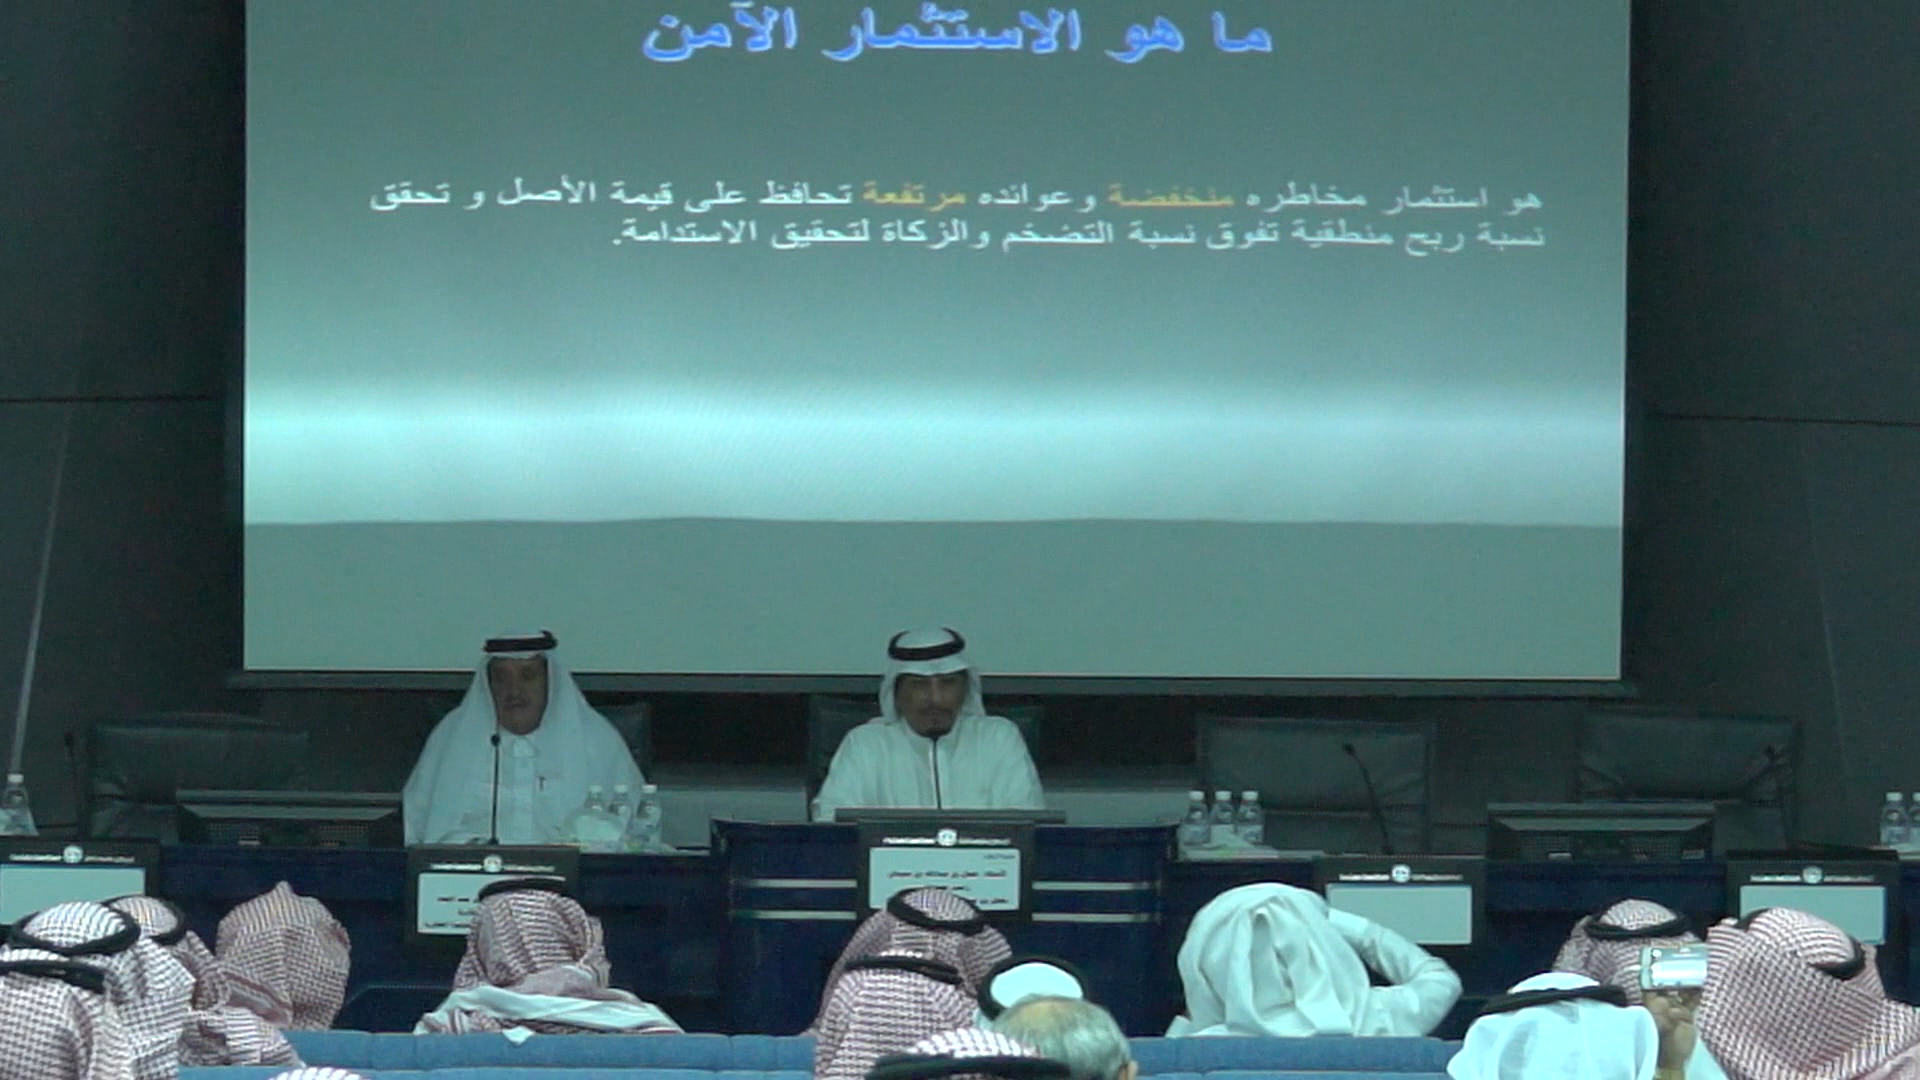 ما هو الاستثمار الآمن
هو استثمار مخاطره منخفضة وعوائده مرتفعة تحافظ على قيمة الأصل و تحقق
نسبة ربح منطقية تفوق نسبة التضخم والزكاة لتحقيق الاستدامة.